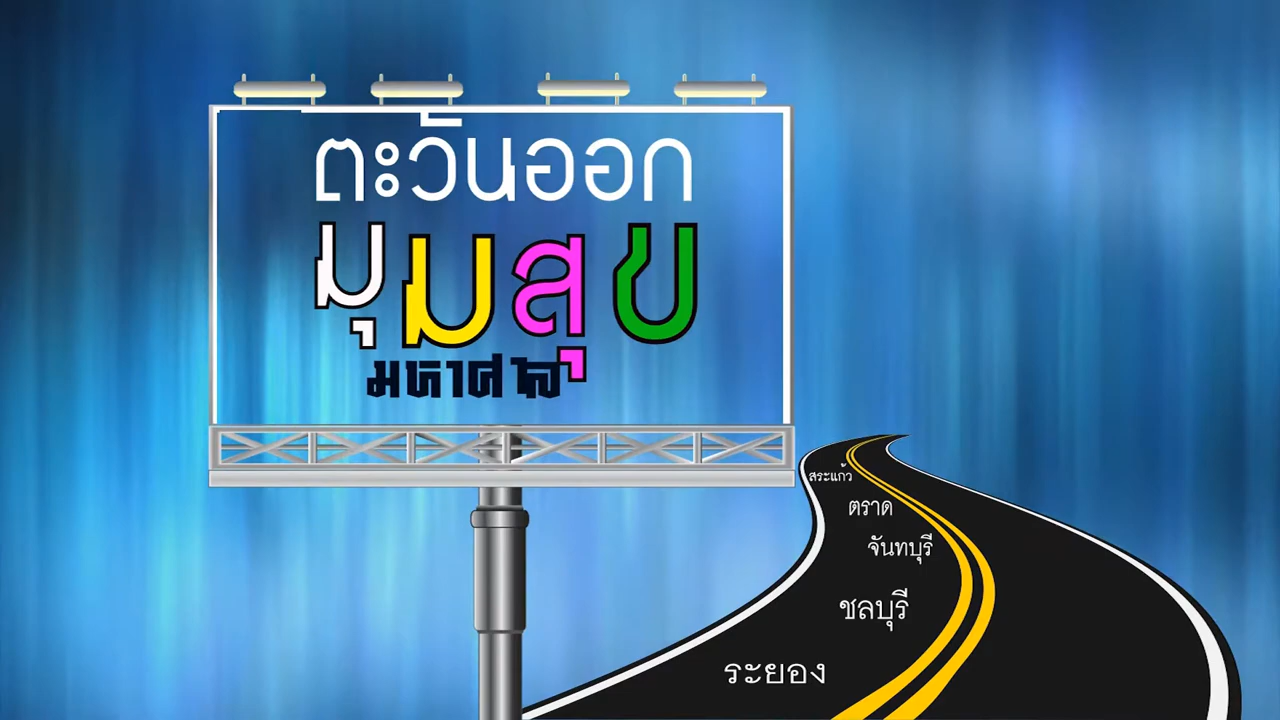 ตะวันออก
มุมสุข
มหาศาล
สระแก้ว
ตราด
จันทบุรี
ชลบุรี
ระยอง